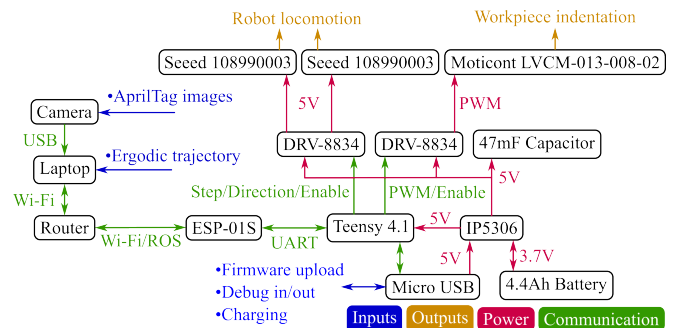 Robot locomotion
Workpiece indentation
Seeed 108990003
Seeed 108990003
Moticont LVCM-013-008-02
•AprilTag images
5V
PWM
Camera
USB
DRV-8834
DRV-8834
47mF Capacitor
•Ergodic trajectory
Laptop
5V
Step/Direction/Enable
PWM/Enable
Wi-Fi
Router
Wi-Fi/ROS
ESP-01S
UART
Teensy 4.1
5V
IP5306
5V
3.7V
•Firmware upload
•Debug in/out
•Charging
Micro USB
4.4Ah Battery
Inputs
Outputs
Power
Communication